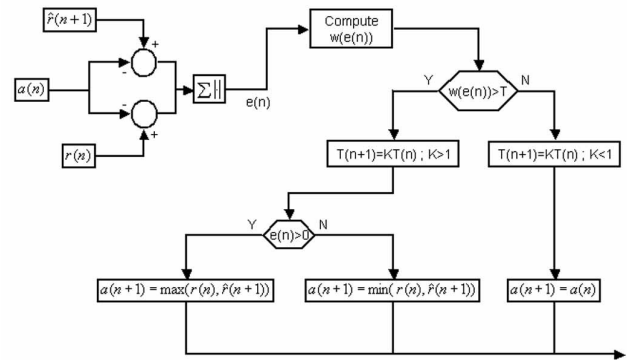 r̂(n+1)
+
-
a(n)
-
+
r(n)
∑||
e(n)
Compute
w(e(n))
Y
w(e(n))>T
N
T(n+1)=KT(n) ; K>1
T(n+1)=KT(n) ; K<1
Y
e(n)>0
N
a(n+1) = max(r(n), r̂(n+1))
a(n+1) = min( r(n), r̂(n+1))
a(n+1) = a(n)